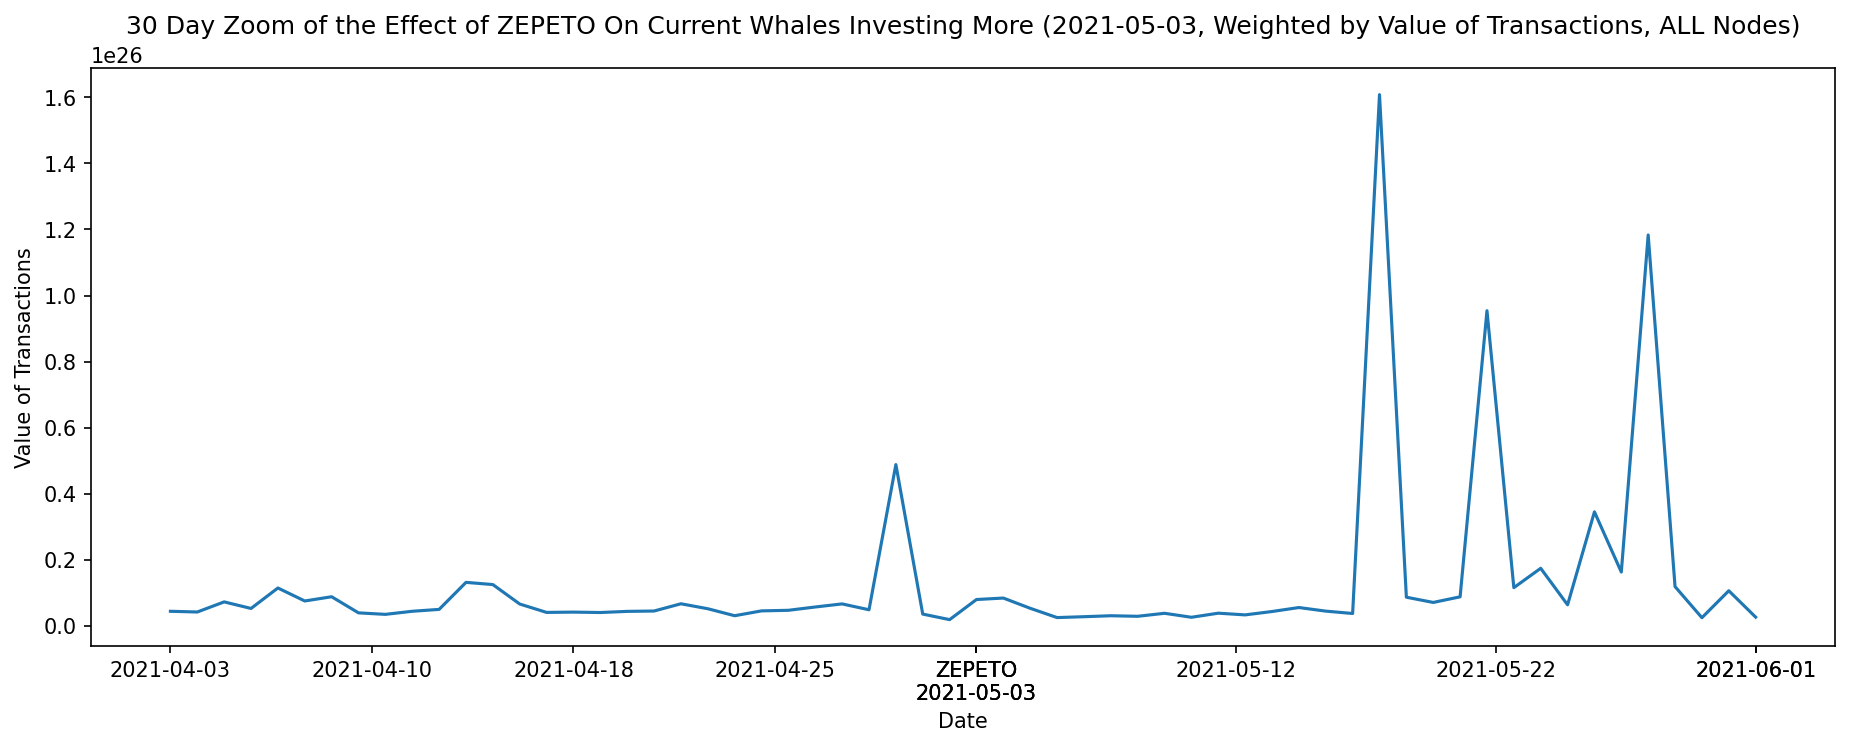 30 Day Zoom of the Effect of ZEPETO On Current Whales Investing More (2021-05-03, Weighted by Value of Transactions, ALL Nodes)
1e26
1.6
1.4
1.2
1.0
0.8
0.6
0.4
0.2
0.0
Value of Transactions
2021-04-03 2021-04-10 2021-04-18 2021-04-25 ZEPETO 2021-05-12 2021-05-22 2021-06-01
2021-05-03
Date